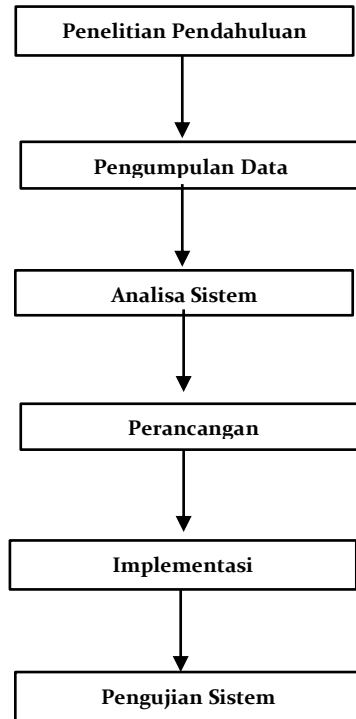 Penelitian Pendahuluan
Pengumpulan Data
Analisa Sistem
Perancangan
Implementasi
Pengujian Sistem